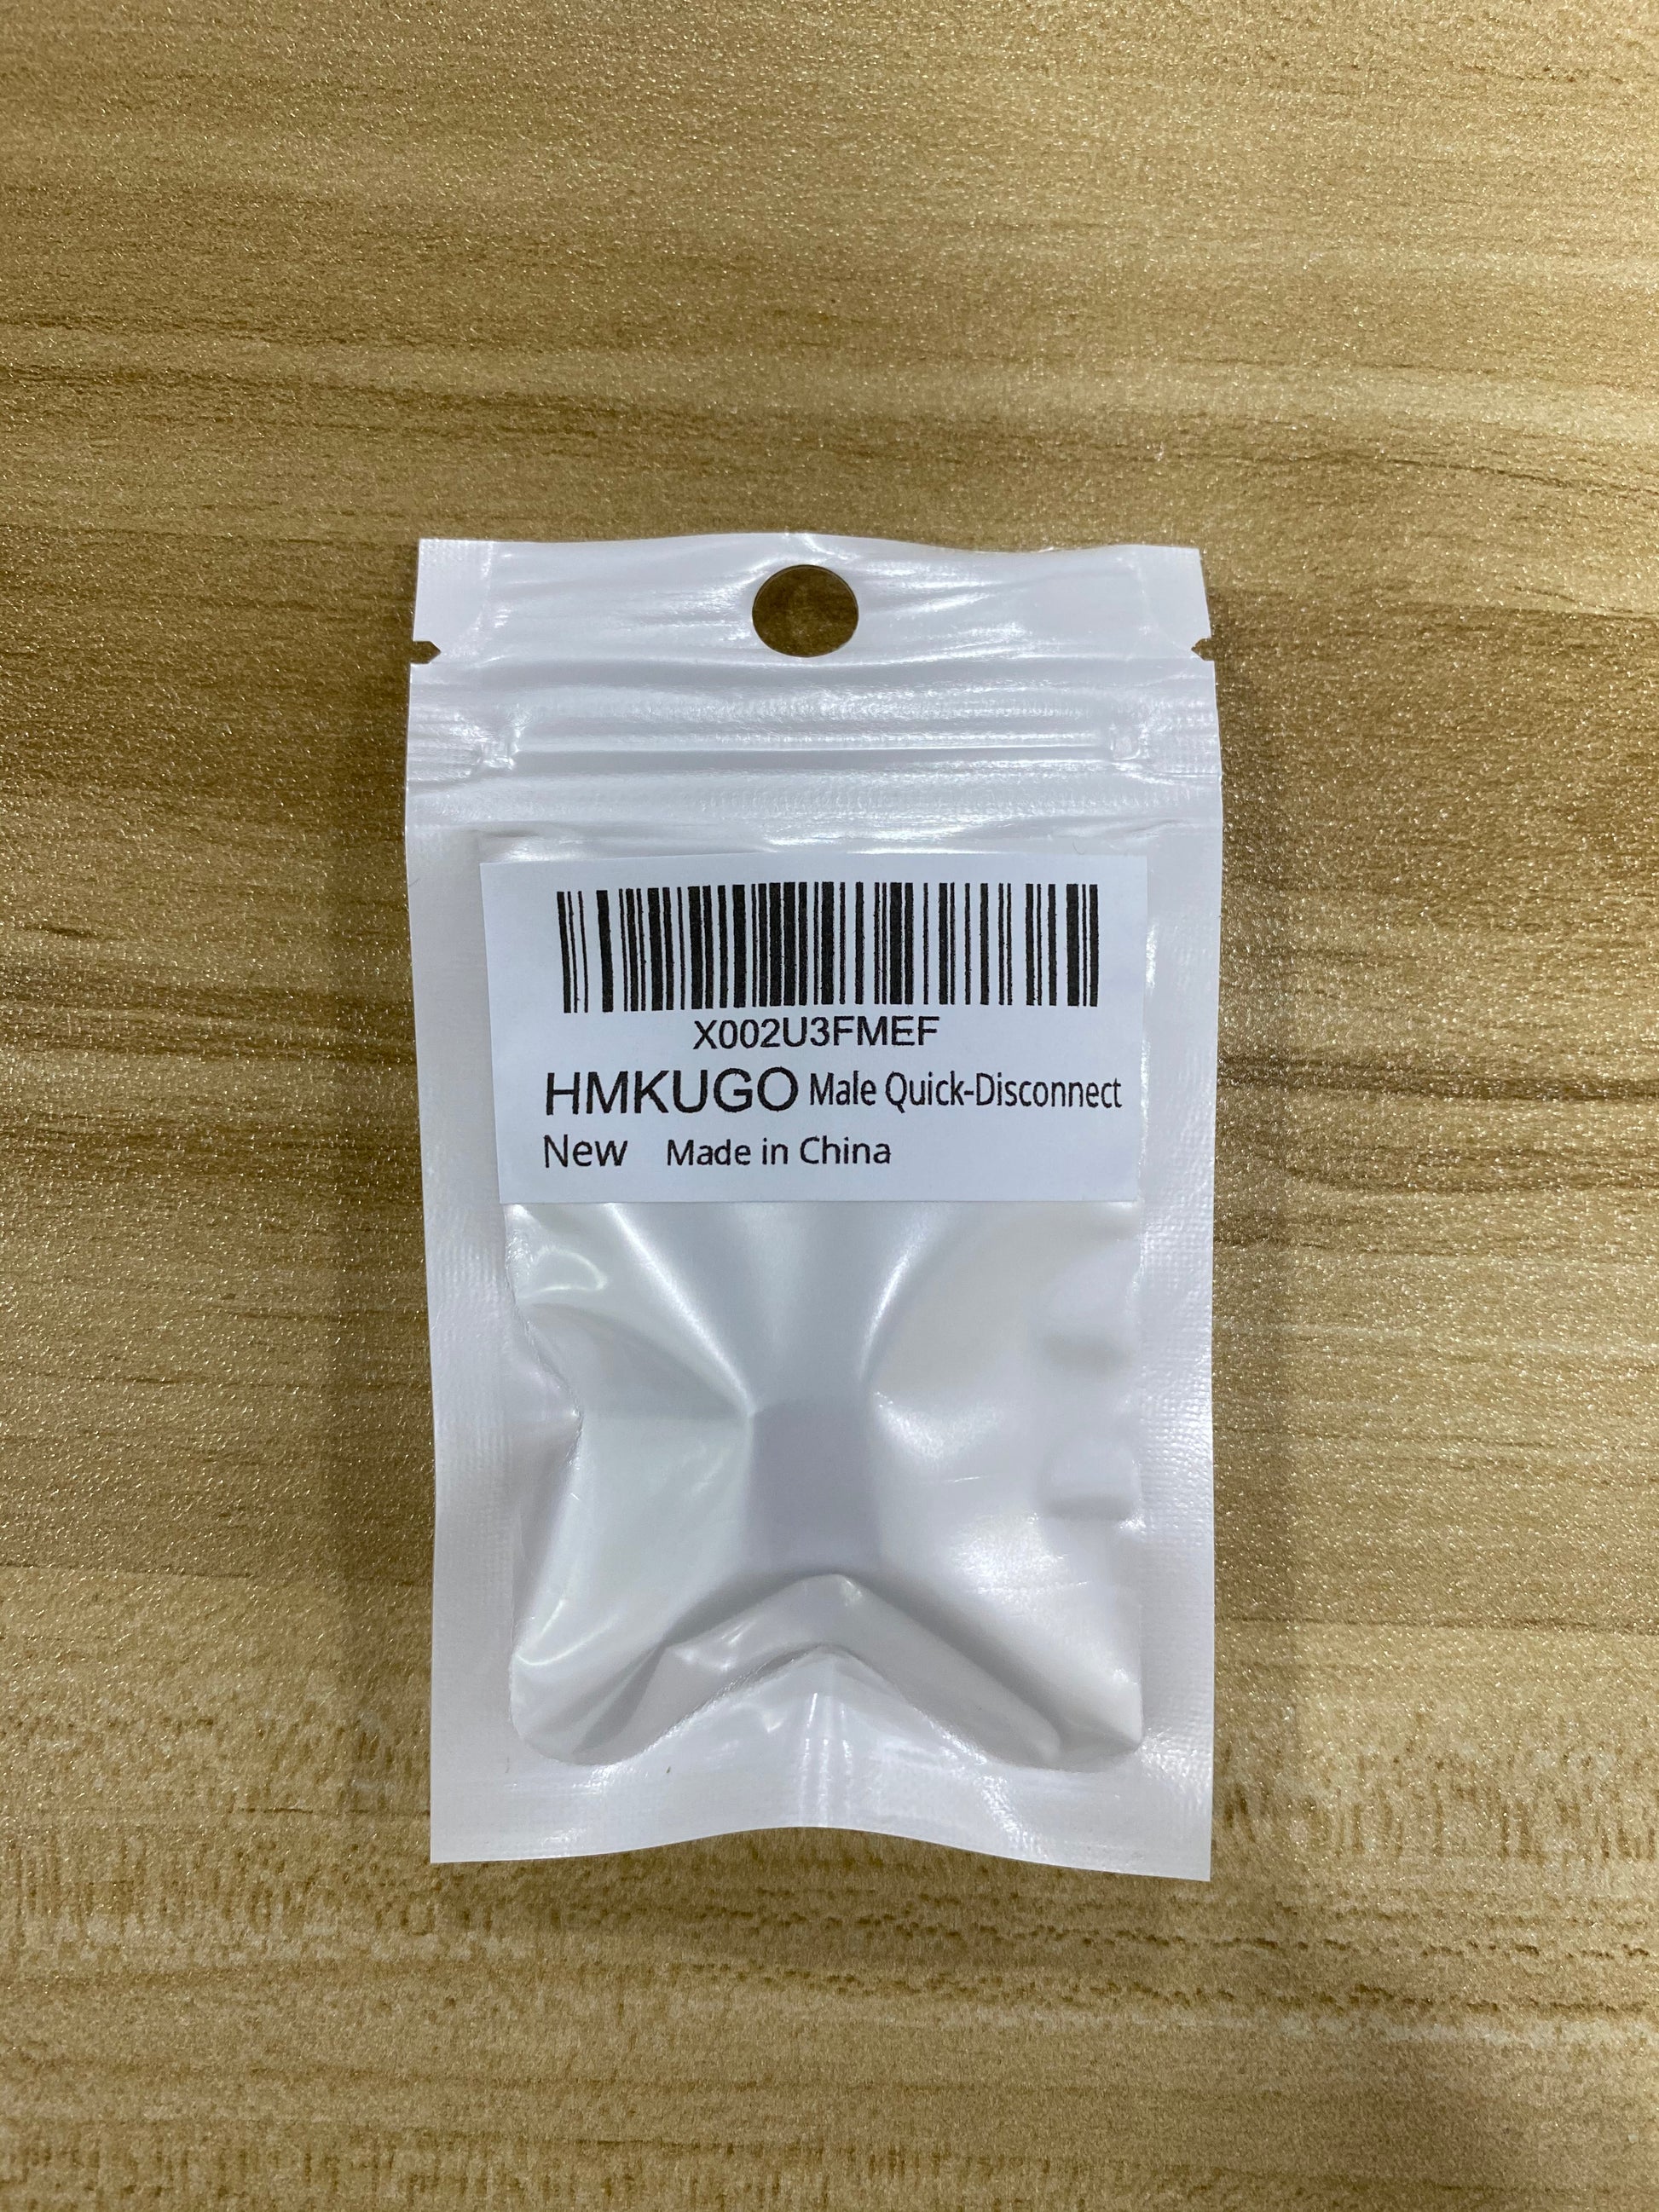 X002U3FMEF
HMKUGO Male Quick-Disconnect
New Made in China